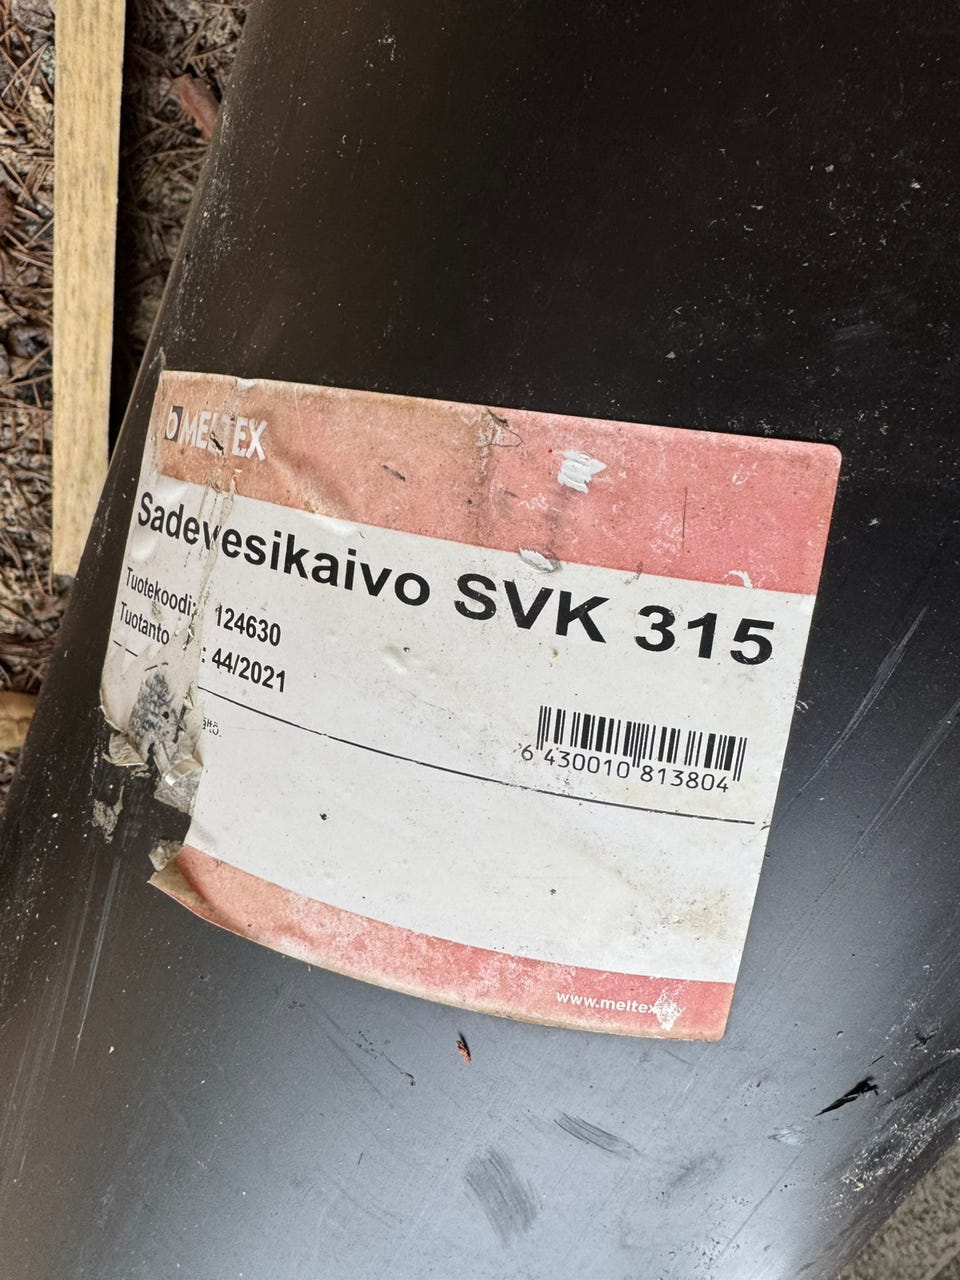 MELTEX
Sadevesikaivo SVK 315
Tuotekoodi: 124630
Tuotanto : 44/2021
6 430010 813804
www.meltex